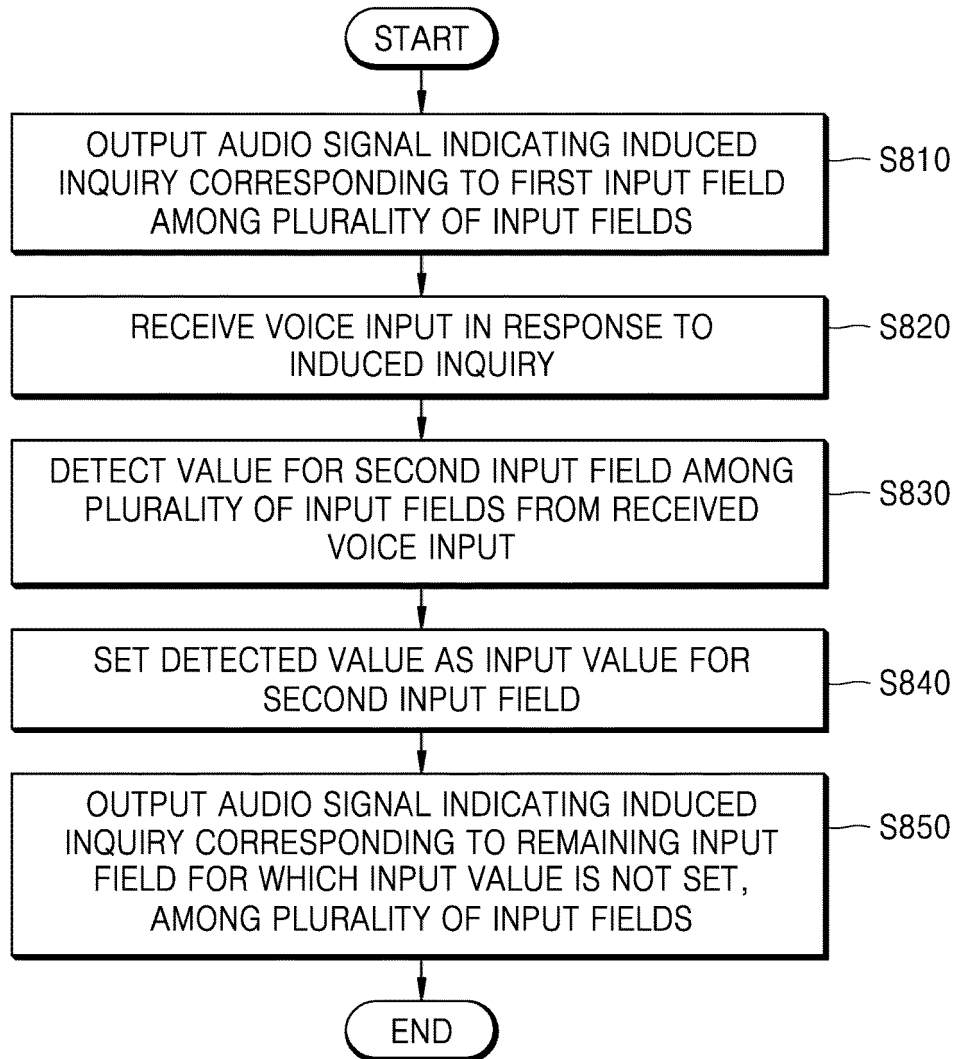 START
OUTPUT AUDIO SIGNAL INDICATING INDUCED
INQUIRY CORRESPONDING TO FIRST INPUT FIELD
AMONG PLURALITY OF INPUT FIELDS
S810
RECEIVE VOICE INPUT IN RESPONSE TO
INDUCED INQUIRY
S820
DETECT VALUE FOR SECOND INPUT FIELD AMONG
PLURALITY OF INPUT FIELDS FROM RECEIVED
VOICE INPUT
S830
SET DETECTED VALUE AS INPUT VALUE FOR
SECOND INPUT FIELD
S840
OUTPUT AUDIO SIGNAL INDICATING INDUCED
INQUIRY CORRESPONDING TO REMAINING INPUT
FIELD FOR WHICH INPUT VALUE IS NOT SET,
AMONG PLURALITY OF INPUT FIELDS
S850
END